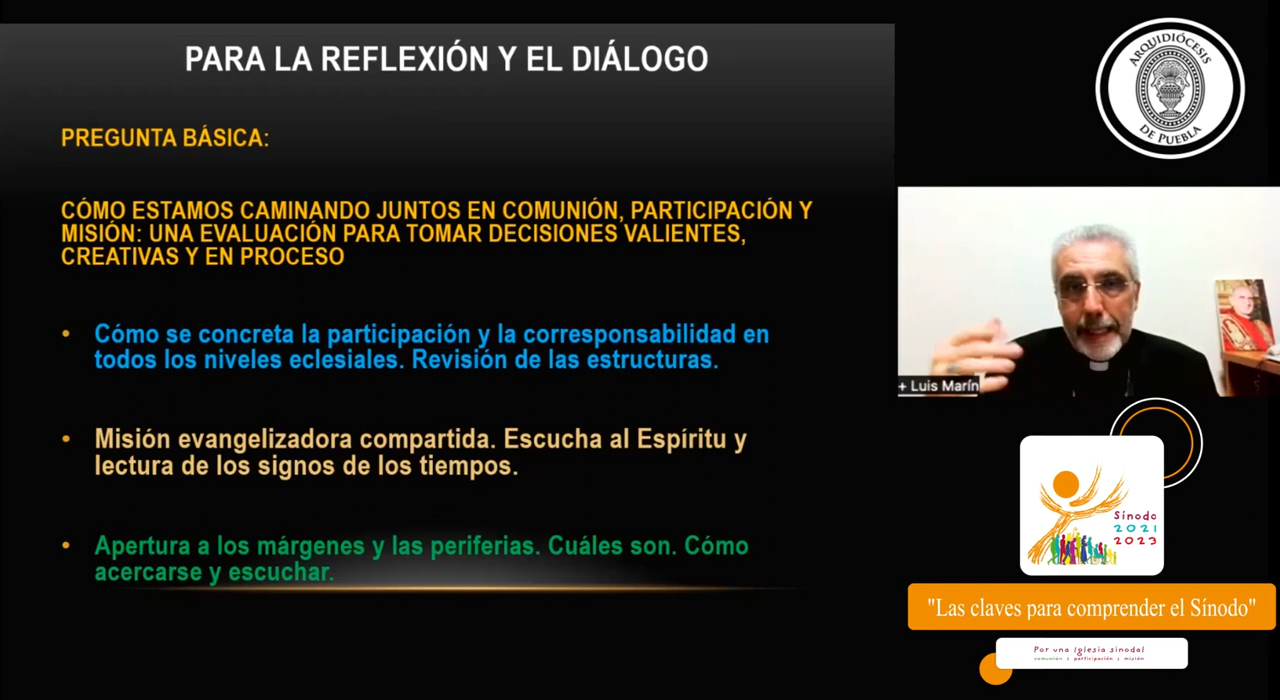 PARA LA REFLEXIÓN Y EL DIÁLOGO
PREGUNTA BÁSICA:
CÓMO ESTAMOS CAMINANDO JUNTOS EN COMUNIÓN, PARTICIPACIÓN Y
MISIÓN: UNA EVALUACIÓN PARA TOMAR DECISIONES VALIENTES,
CREATIVAS Y EN PROCESO
• Cómo se concreta la participación y la corresponsabilidad en
todos los niveles eclesiales. Revisión de las estructuras.
• Misión evangelizadora compartida. Escucha al Espíritu y
lectura de los signos de los tiempos.
• Apertura a los márgenes y las periferias. Cuáles son. Cómo
acercarse y escuchar.
ARQUIDIÓCESIS
DE PUEBLA
+ Luis Marín
Sínodo
2021
2023
"Las claves para comprender el Sínodo"
Por una Iglesia sinodal
comunión | participación | misión